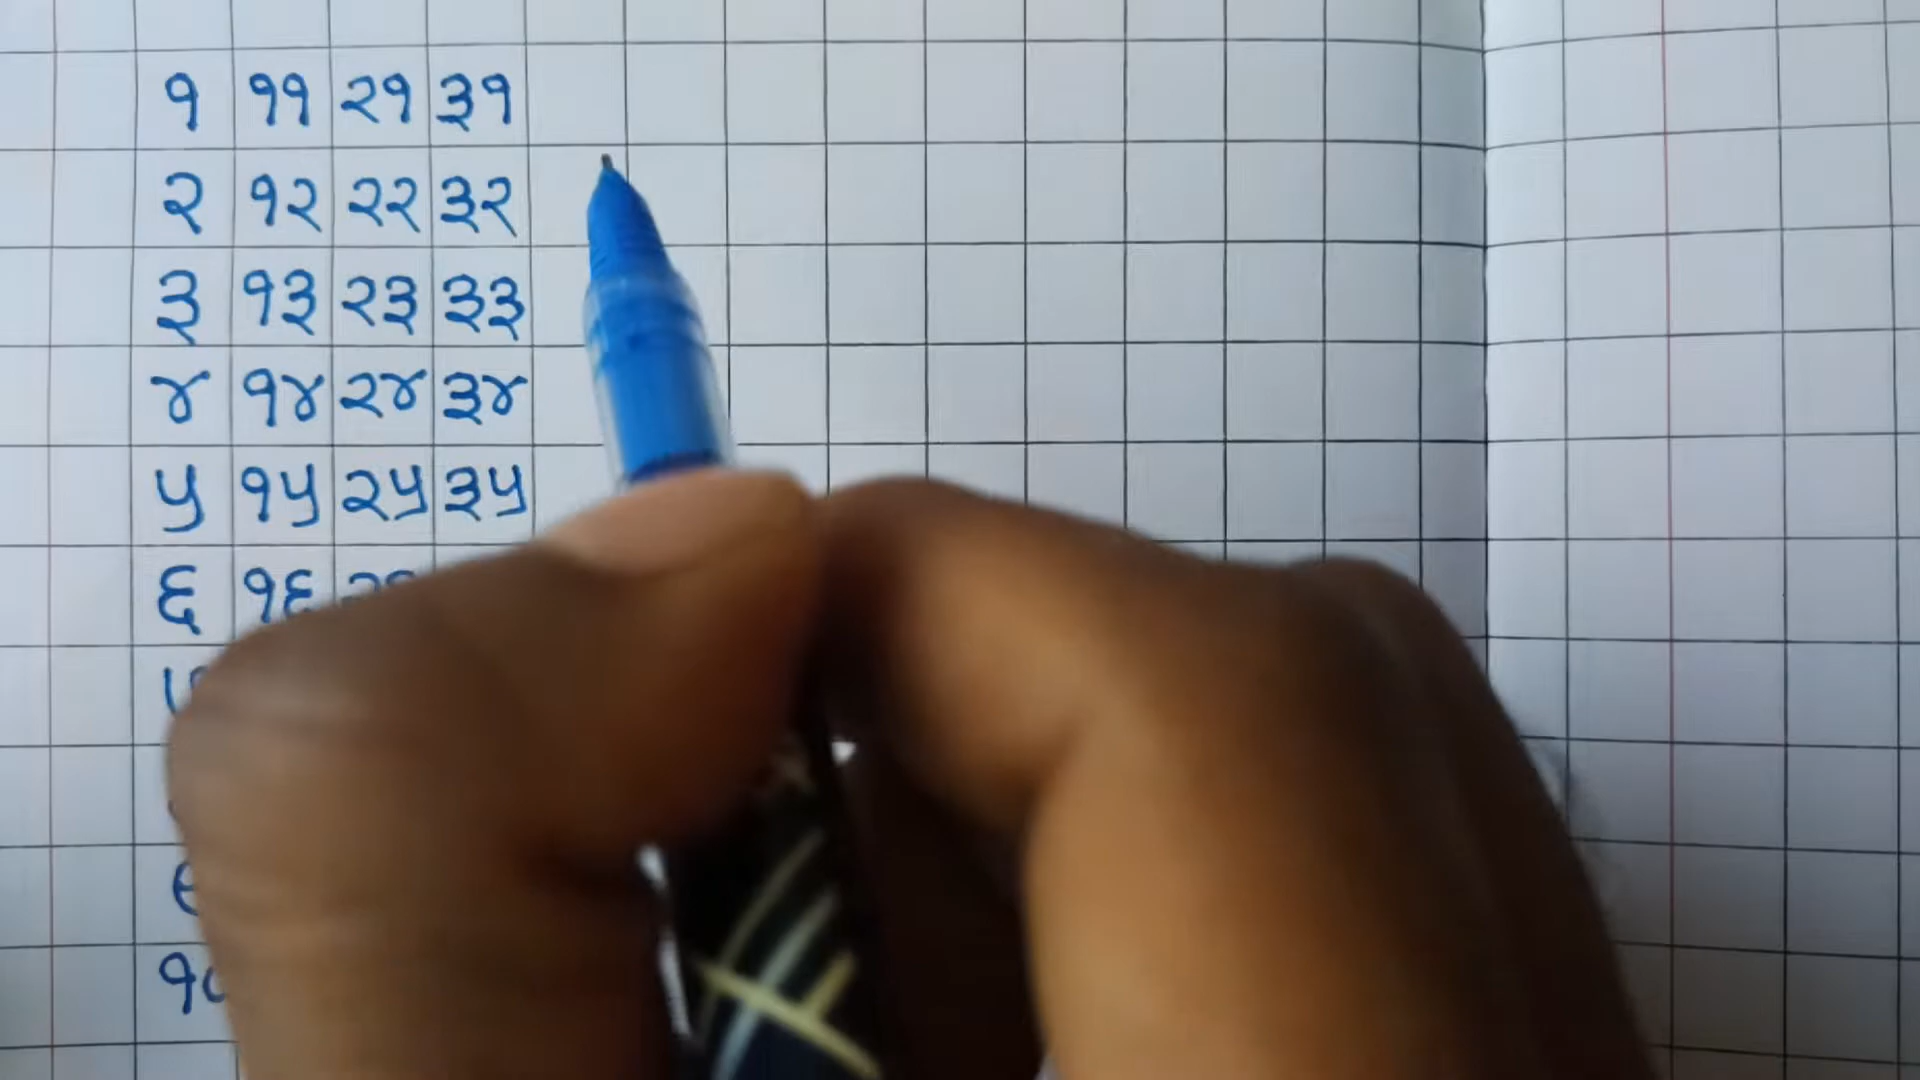 १ ११ २१ ३१
२ १२ २२ ३२
३ १३ २३ ३३
४ १४ २४ ३४
५ १५ २५ ३५
६ १६